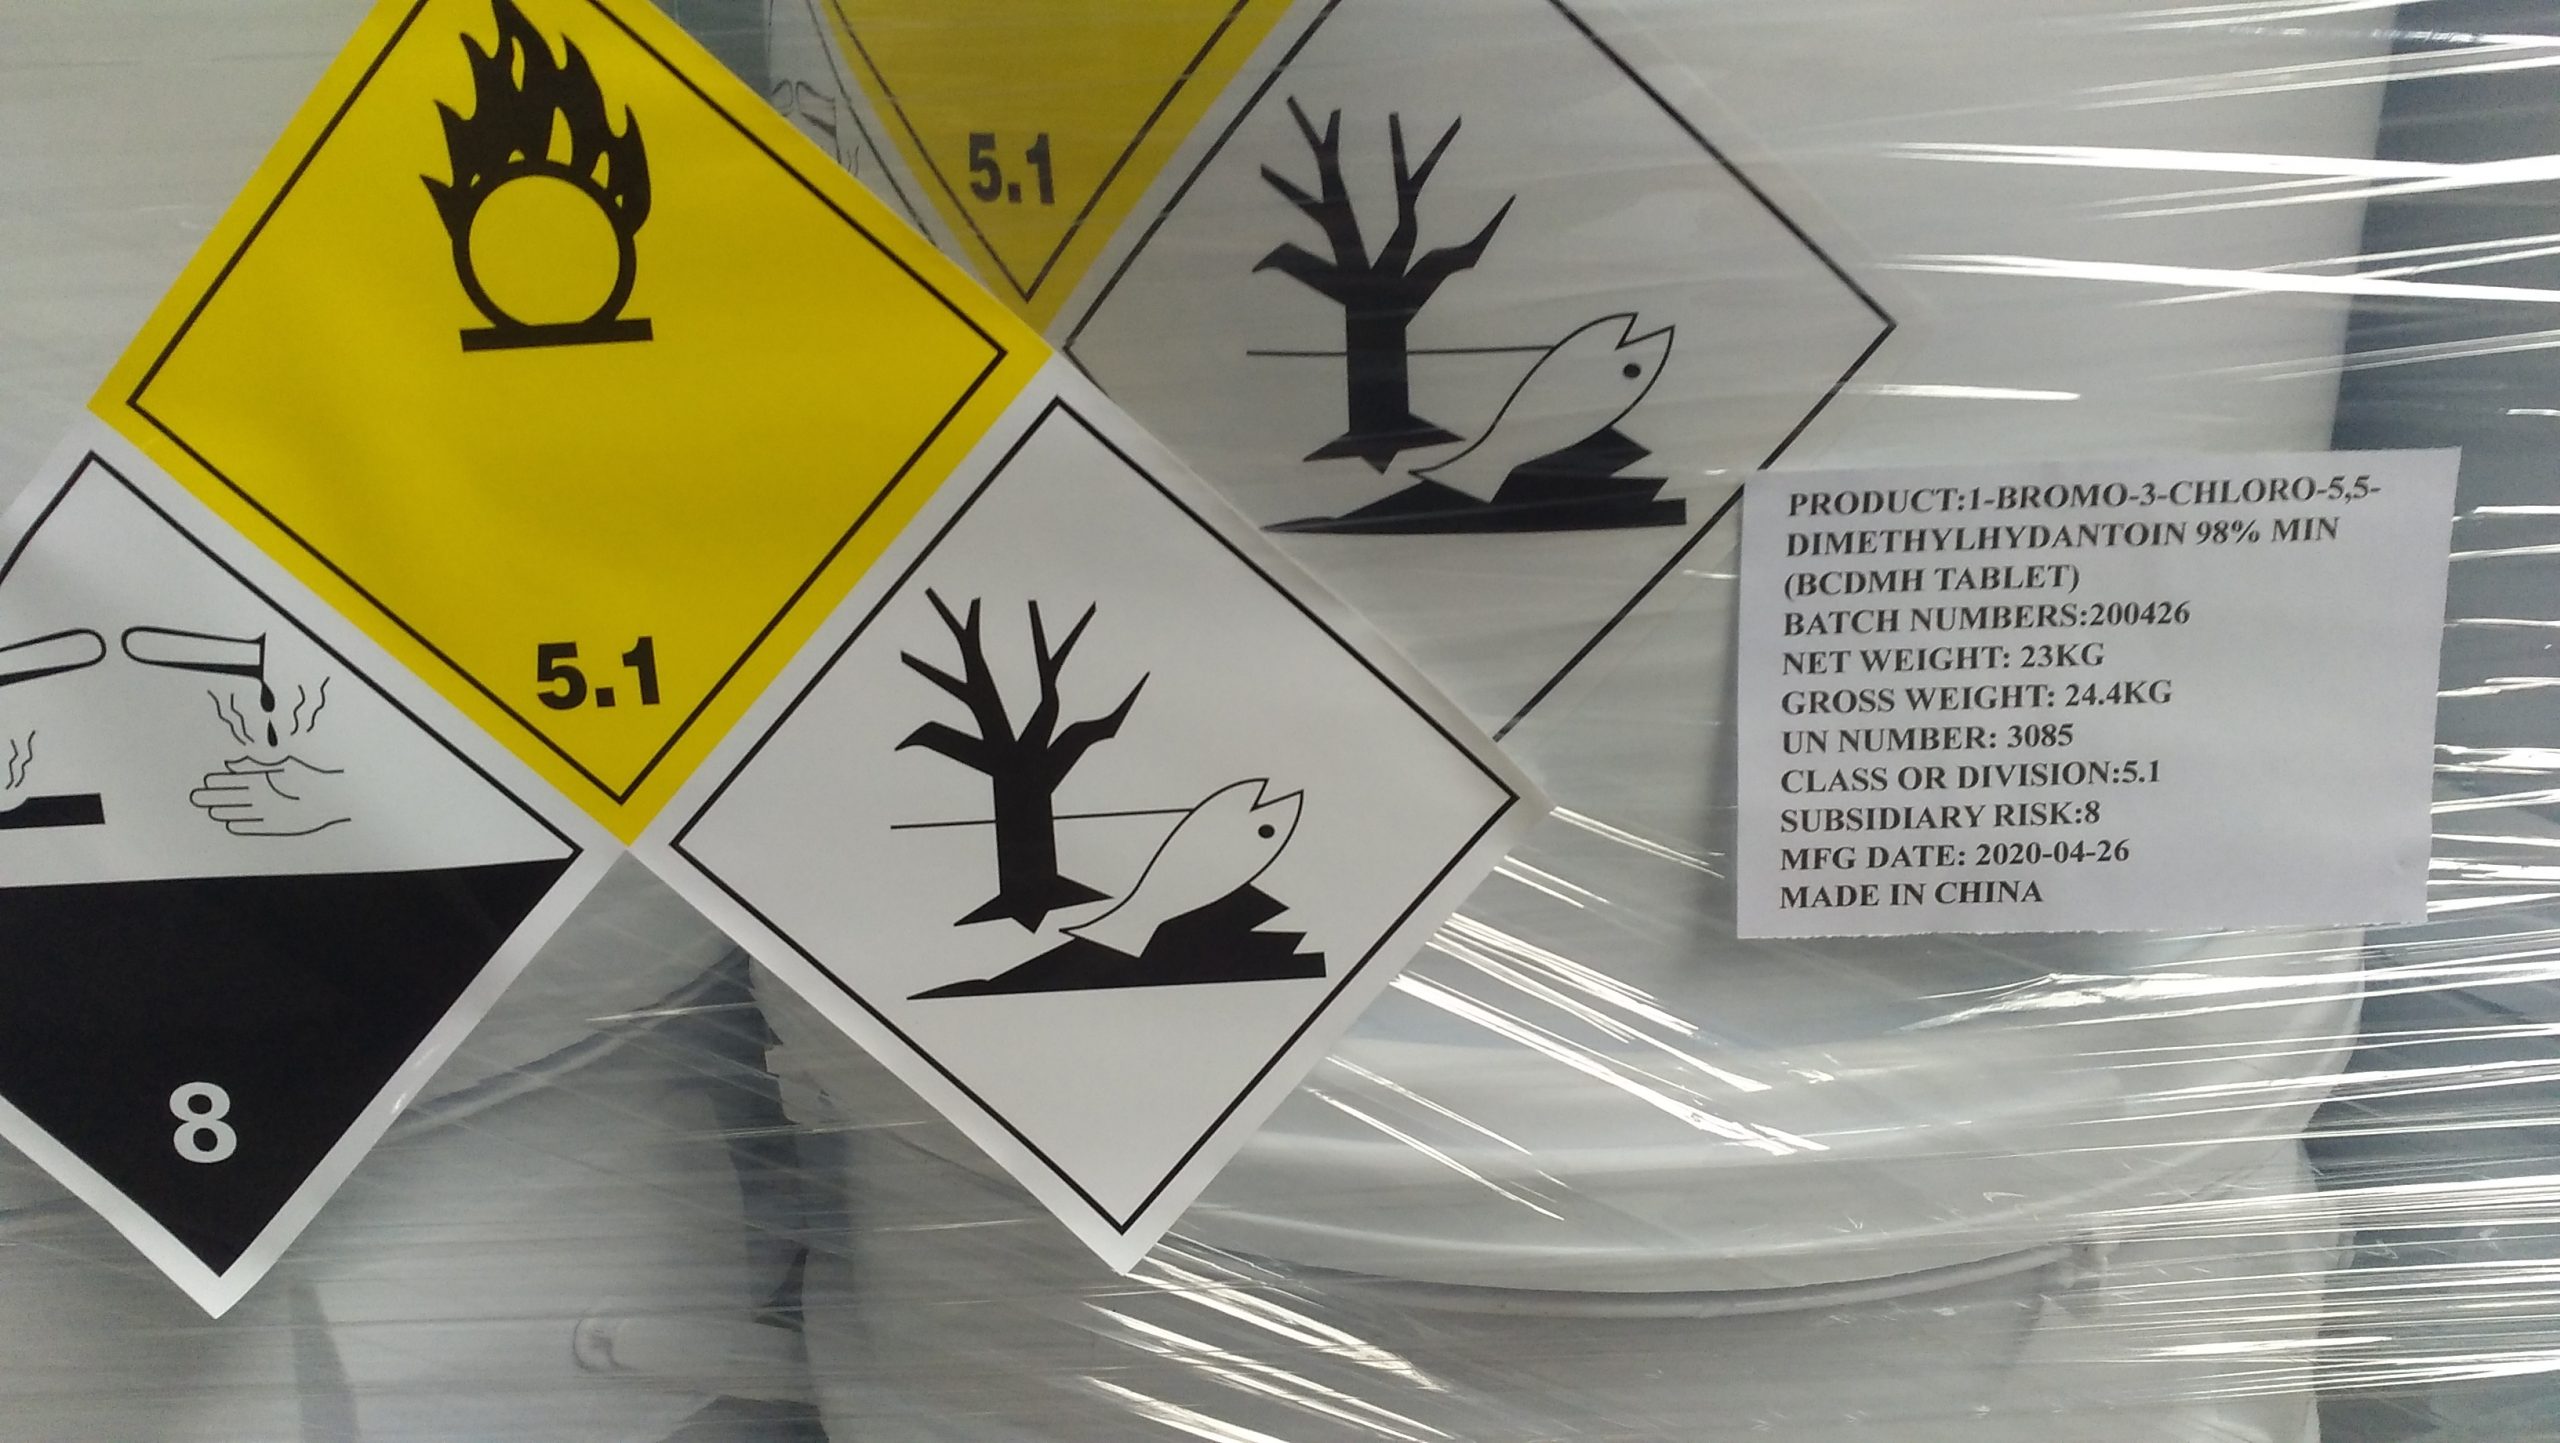 5.1
5.1
8
PRODUCT:1-BROMO-3-CHLORO-5,5-
DIMETHYLHYDANTOIN 98% MIN
(BCDMH TABLET)
BATCH NUMBERS:200426
NET WEIGHT: 23KG
GROSS WEIGHT: 24.4KG
UN NUMBER: 3085
CLASS OR DIVISION:5.1
SUBSIDIARY RISK:8
MFG DATE: 2020-04-26
MADE IN CHINA